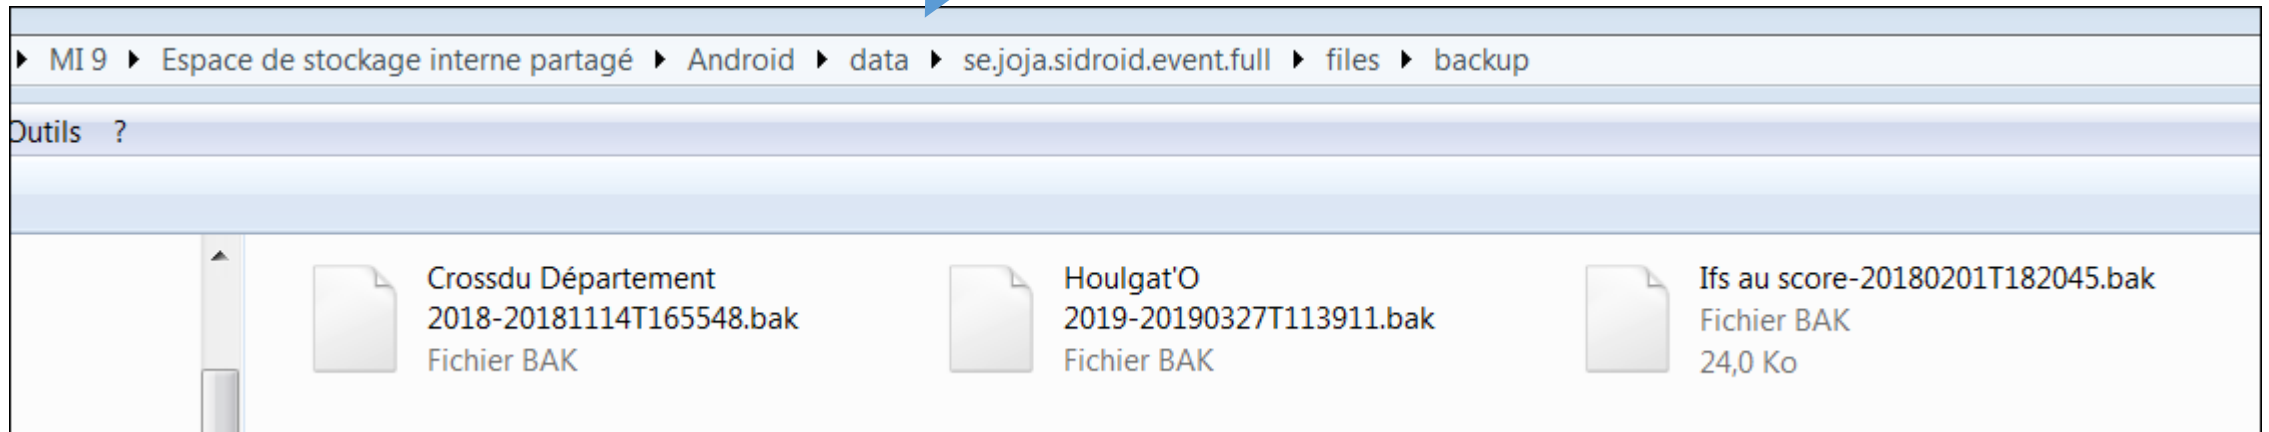 MI 9 Espace de stockage interne partagé Android data se.joja.sidroid.event.full files backup
Outils ?
Crossdu Département
2018-20181114T165548.bak
Fichier BAK
Houlgat'O
2019-20190327T113911.bak
Fichier BAK
Ifs au score-20180201T182045.bak
Fichier BAK
24,0 Ko